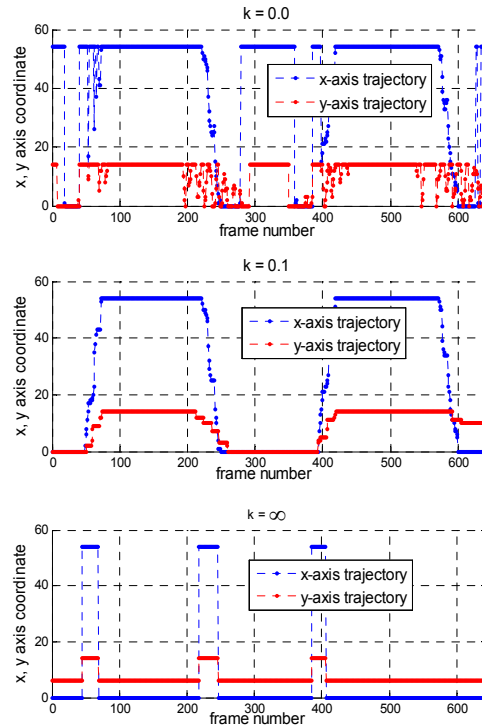 k = 0.0
x, y axis coordinate
60
40
20
0
x-axis trajectory
y-axis trajectory
0 100 200 300 400 500 600
frame number
k = 0.1
x, y axis coordinate
60
40
20
0
x-axis trajectory
y-axis trajectory
0 100 200 300 400 500 600
frame number
k = ∞
x, y axis coordinate
60
40
20
0
x-axis trajectory
y-axis trajectory
0 100 200 300 400 500 600
frame number